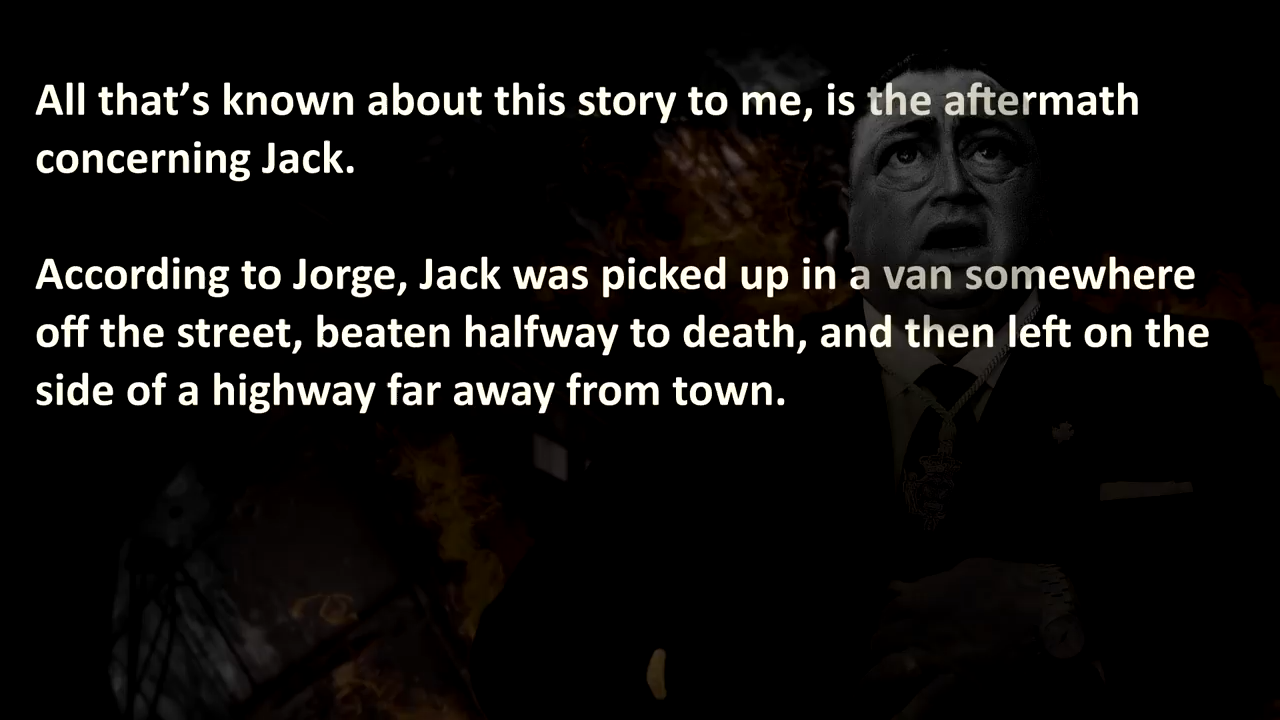 All that’s known about this story to me, is the aftermath
concerning Jack.
According to Jorge, Jack was picked up in a van somewhere
off the street, beaten halfway to death, and then left on the
side of a highway far away from town.